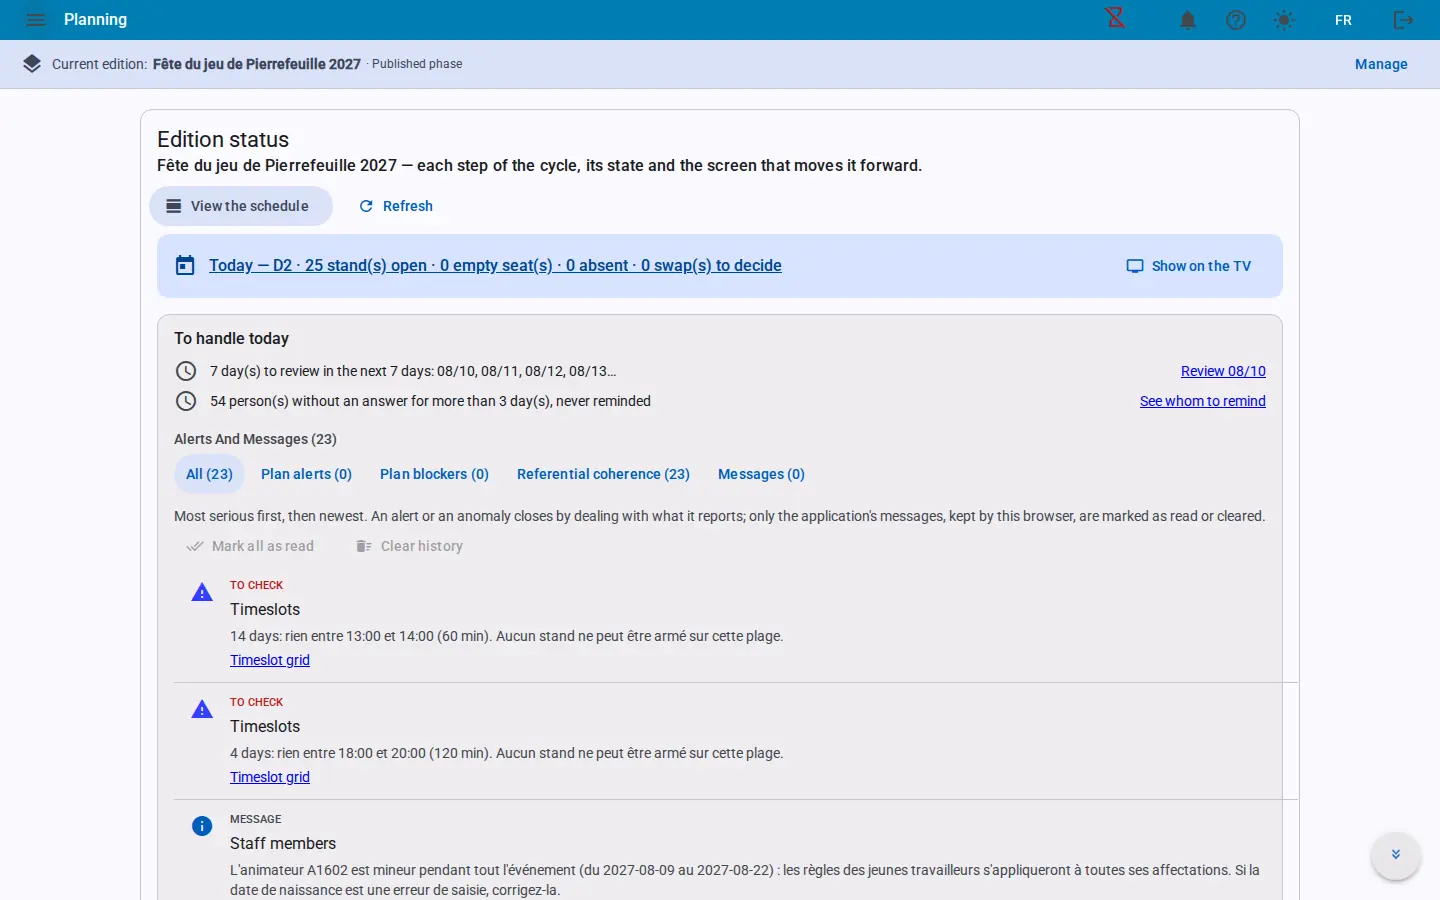 Planning
FR
Current edition: Fête du jeu de Pierrefeuille 2027 · Published phase
Manage
Edition status
Fête du jeu de Pierrefeuille 2027 — each step of the cycle, its state and the screen that moves it forward.
View the schedule
Refresh
Today — D2 · 25 stand(s) open · 0 empty seat(s) · 0 absent · 0 swap(s) to decide
Show on the TV
To handle today
7 day(s) to review in the next 7 days: 08/10, 08/11, 08/12, 08/13…
Review 08/10
54 person(s) without an answer for more than 3 day(s), never reminded
See whom to remind
Alerts And Messages (23)
All (23)
Plan alerts (0)
Plan blockers (0)
Referential coherence (23)
Messages (0)
Most serious first, then newest. An alert or an anomaly closes by dealing with what it reports; only the application's messages, kept by this browser, are marked as read or cleared.
Mark all as read
Clear history
TO CHECK
Timeslots
14 days: rien entre 13:00 et 14:00 (60 min). Aucun stand ne peut être armé sur cette plage.
Timeslot grid
TO CHECK
Timeslots
4 days: rien entre 18:00 et 20:00 (120 min). Aucun stand ne peut être armé sur cette plage.
Timeslot grid
MESSAGE
Staff members
L'animateur A1602 est mineur pendant tout l'événement (du 2027-08-09 au 2027-08-22) : les règles des jeunes travailleurs s'appliqueront à toutes ses affectations. Si la
date de naissance est une erreur de saisie, corrigez-la.